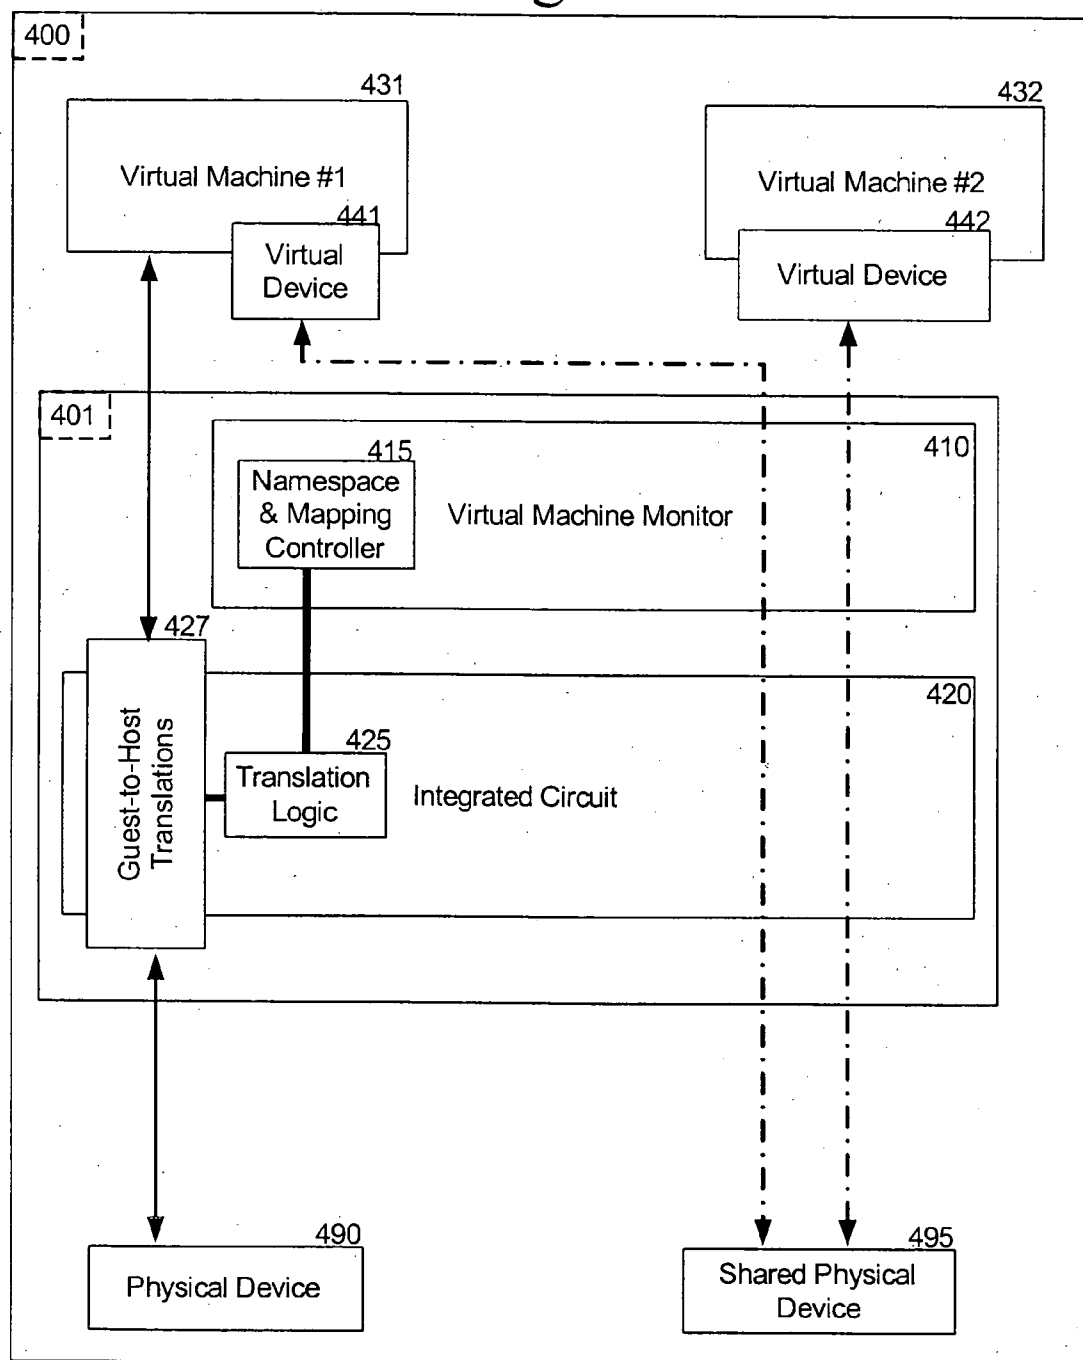 400
431
Virtual Machine #1
441
Virtual
Device
432
Virtual Machine #2
442
Virtual Device
401
410
415
Namespace
& Mapping
Controller
Virtual Machine Monitor
427
Guest-to-Host
Translations
420
425
Translation
Logic
Integrated Circuit
490
Physical Device
495
Shared Physical
Device